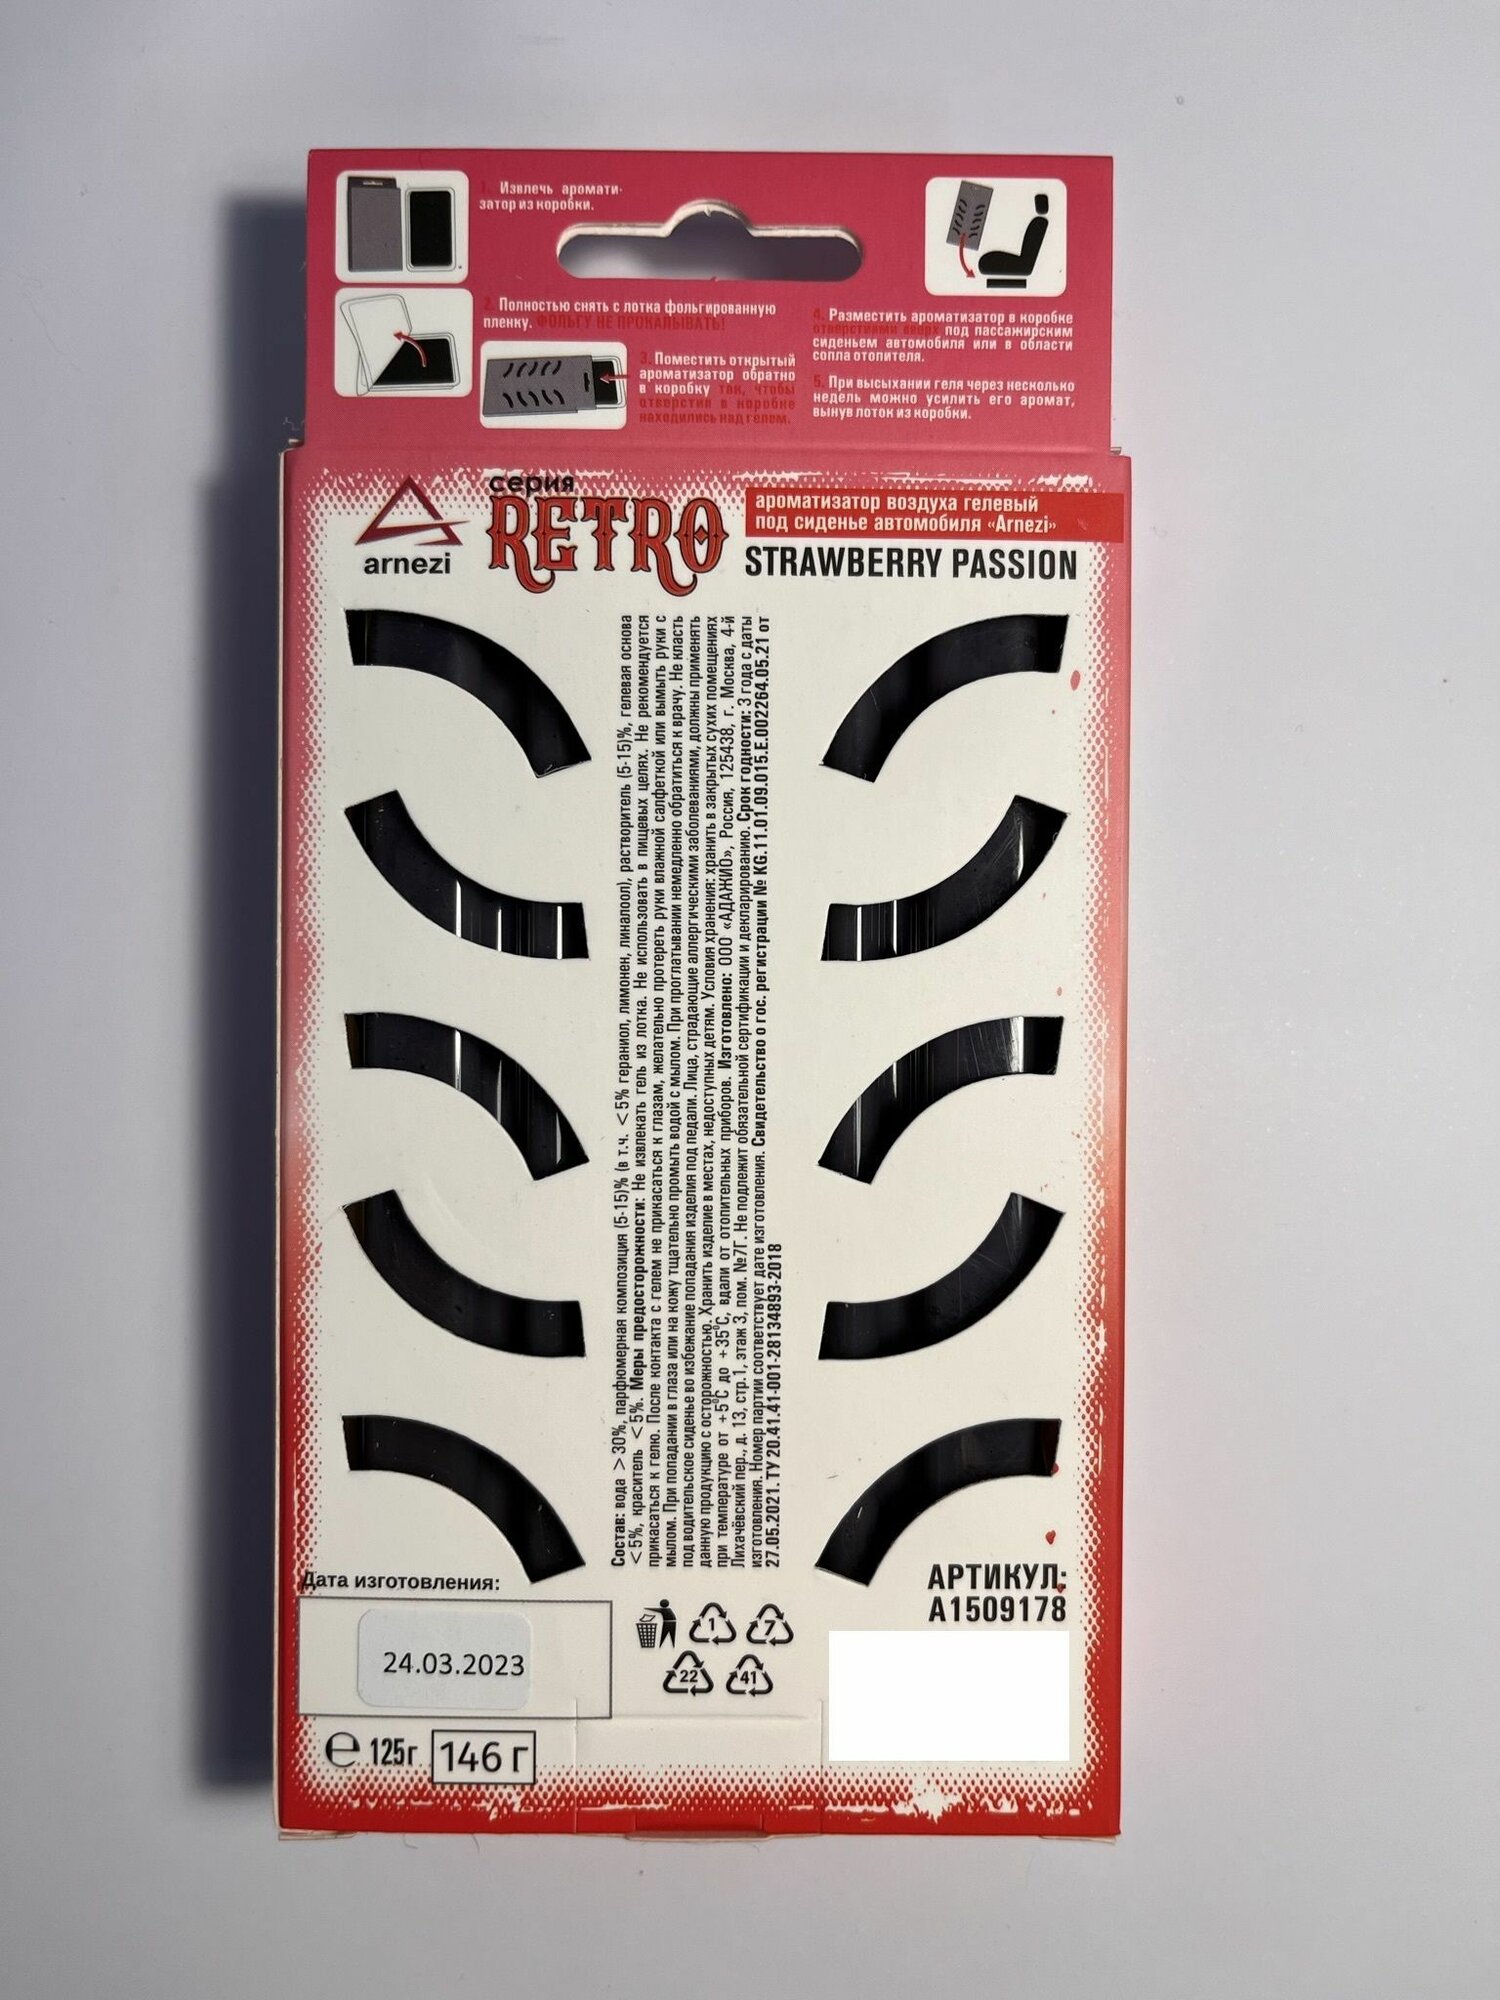 1. Извлечь аромати-
затор из коробки.
2. Полностью снять с лотка фольгированную
пленку. ФОЛЬГУ НЕ ПРОКАЛЫВАТЬ!
3. Поместить открытый
ароматизатор обратно
в коробку так, чтобы
отверстия в коробке
находились над гелем.
4. Разместить ароматизатор в коробке
отверстиями вверх под пассажирским
сиденьем автомобиля или в области
сопла отопителя.
5. При высыхании геля через несколько
недель можно усилить его аромат,
вынув лоток из коробки.
arnezi
серия
RETRO
ароматизатор воздуха гелевый
под сиденье автомобиля «Arnezi»
STRAWBERRY PASSION
Состав: вода > 30%, парфюмерная композиция (5-15)% (в т.ч. < 5% гераниол, лимонен, линалоол), растворитель (5-15)%, гелевая основа
< 5%, краситель < 5%. Меры предосторожности: Не извлекать гель из лотка. Не использовать в пищевых целях. Не рекомендуется
прикасаться к гелю. После контакта с гелем не прикасаться к глазам, желательно протереть руки влажной салфеткой или вымыть руки с
мылом. При попадании в глаза или на кожу тщательно промыть водой с мылом. При проглатывании немедленно обратиться к врачу. Не класть
под водительское сиденье во избежание попадания изделия под педали. Лица, страдающие аллергическими заболеваниями, должны применять
данную продукцию с осторожностью. Хранить изделие в местах, недоступных детям. Условия хранения: хранить в закрытых сухих помещениях
при температуре от +5°С до +35°С, вдали от отопительных приборов. Изготовлено: ООО «АДАЖИО», Россия, 125438, г. Москва, 4-й
Лихачёвский пер., д. 13, стр.1, этаж 3, пом. №7Г. Не подлежит обязательной сертификации и декларированию. Срок годности: 3 года с даты
изготовления. Номер партии соответствует дате изготовления. Свидетельство о гос. регистрации № KG.11.01.09.015.E.002264.05.21 от
27.05.2021. ТУ 20.41.41-001-28134893-2018
Дата изготовления:
24.03.2023
1
7
22
41
АРТИКУЛ:
A1509178
℮ 125г 146 г